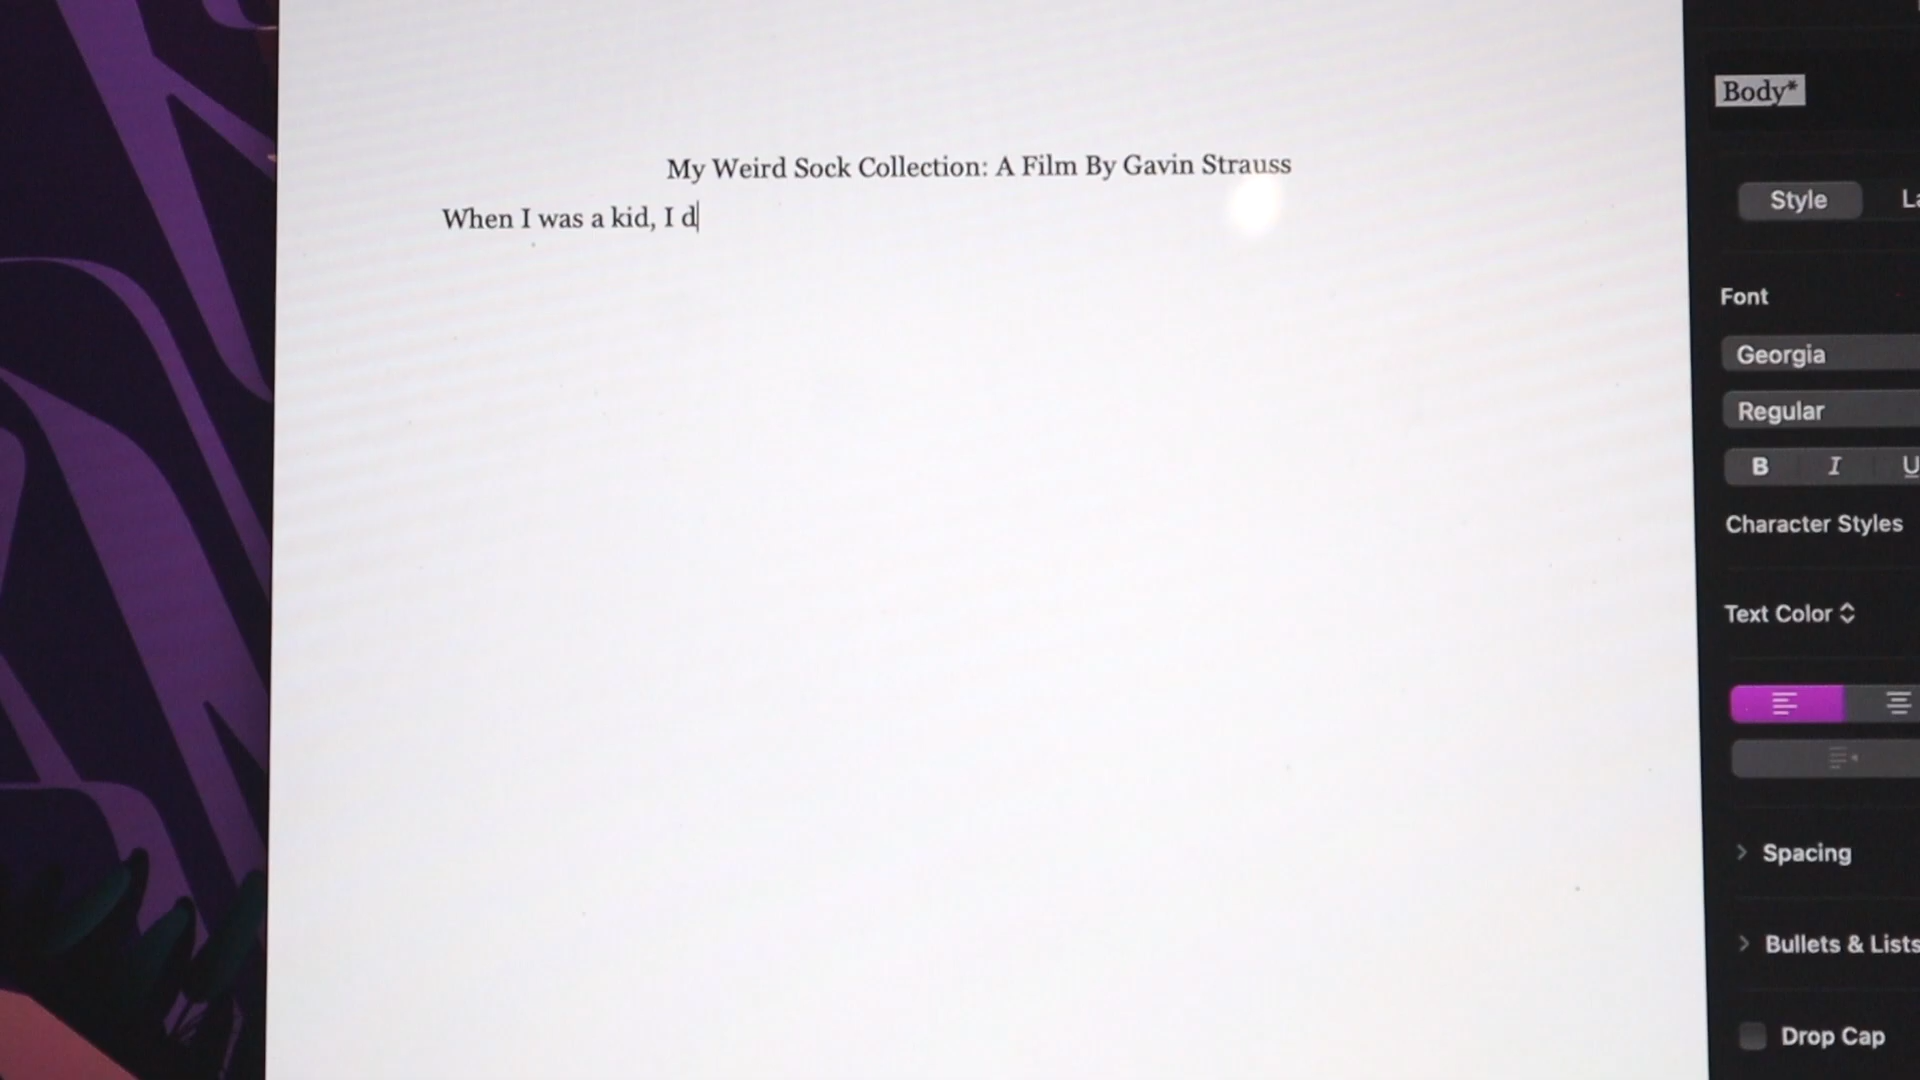 My Weird Sock Collection: A Film By Gavin Strauss
When I was a kid, I d
Body*
Style
Font
Georgia
Regular
B I U
Character Styles
Text Color
Spacing
Bullets & Lists
Drop Cap